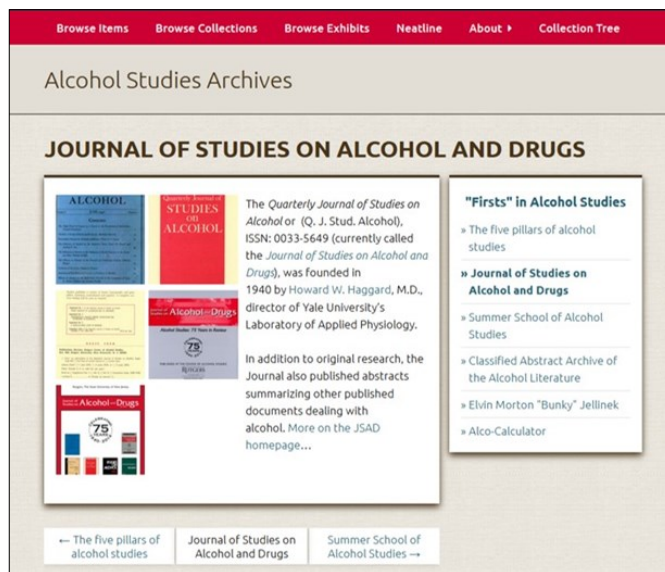 Browse Items Browse Collections Browse Exhibits Neatline About Collection Tree
Alcohol Studies Archives
JOURNAL OF STUDIES ON ALCOHOL AND DRUGS
ALCOHOL
Quarterly Journal of
STUDIES
ON
ALCOHOL
Alcohol Drugs
Alcohol Studies: 75 Years in Review
75
RUTGERS
Alcohol Drugs
75
The Quarterly Journal of Studies on
Alcohol or (Q. J. Stud. Alcohol),
ISSN: 0033-5649 (currently called
the Journal of Studies on Alcohol and
Drugs), was founded in
1940 by Howard W. Haggard, M.D.,
director of Yale University's
Laboratory of Applied Physiology.
In addition to original research, the
Journal also published abstracts
summarizing other published
documents dealing with
alcohol. More on the JSAD
homepage…
"Firsts" in Alcohol Studies
» The five pillars of alcohol
studies
» Journal of Studies on
Alcohol and Drugs
» Summer School of Alcohol
Studies
» Classified Abstract Archive of
the Alcohol Literature
» Elvin Morton "Bunky" Jellinek
» Alco-Calculator
← The five pillars of
alcohol studies
Journal of Studies on
Alcohol and Drugs
Summer School of
Alcohol Studies →